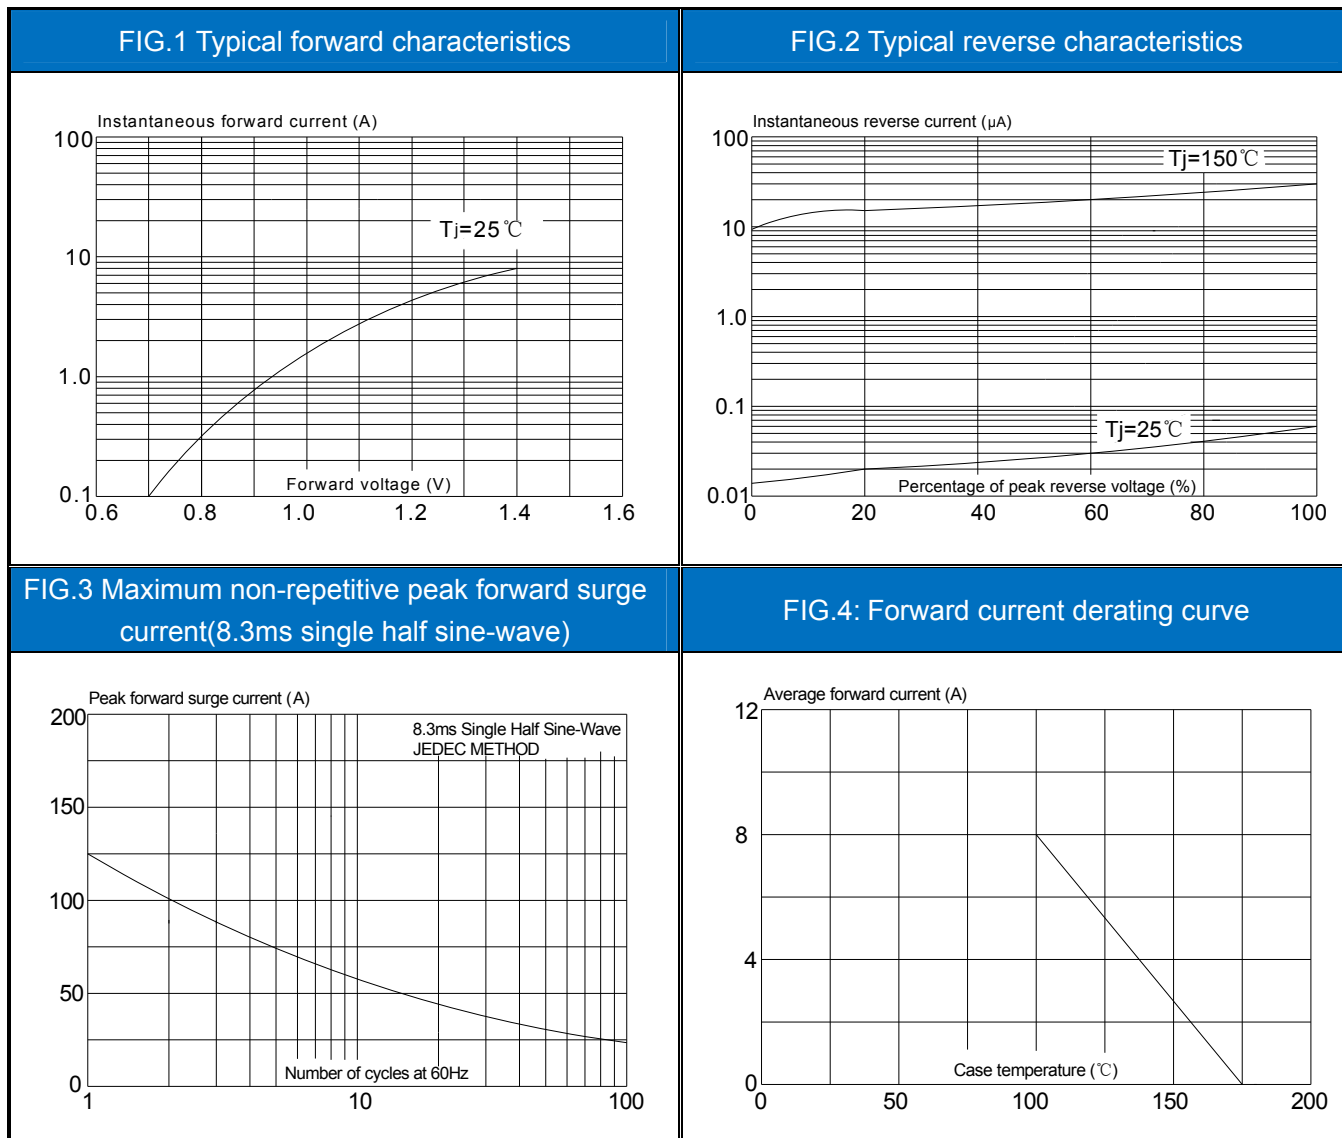 FIG.1 Typical forward characteristics
Instantaneous forward current (A)
100
10
1.0
0.1
Tj=25℃
Forward voltage (V)
0.6 0.8 1.0 1.2 1.4 1.6
FIG.2 Typical reverse characteristics
Instantaneous reverse current (μA)
100
10
1.0
0.1
0.01
Tj=150℃
Tj=25℃
Percentage of peak reverse voltage (%)
0 20 40 60 80 100
FIG.3 Maximum non-repetitive peak forward surge
current(8.3ms single half sine-wave)
Peak forward surge current (A)
200
150
100
50
0
8.3ms Single Half Sine-Wave
JEDEC METHOD
Number of cycles at 60Hz
1 10 100
FIG.4: Forward current derating curve
Average forward current (A)
12
8
4
0
Case temperature (℃)
0 50 100 150 200